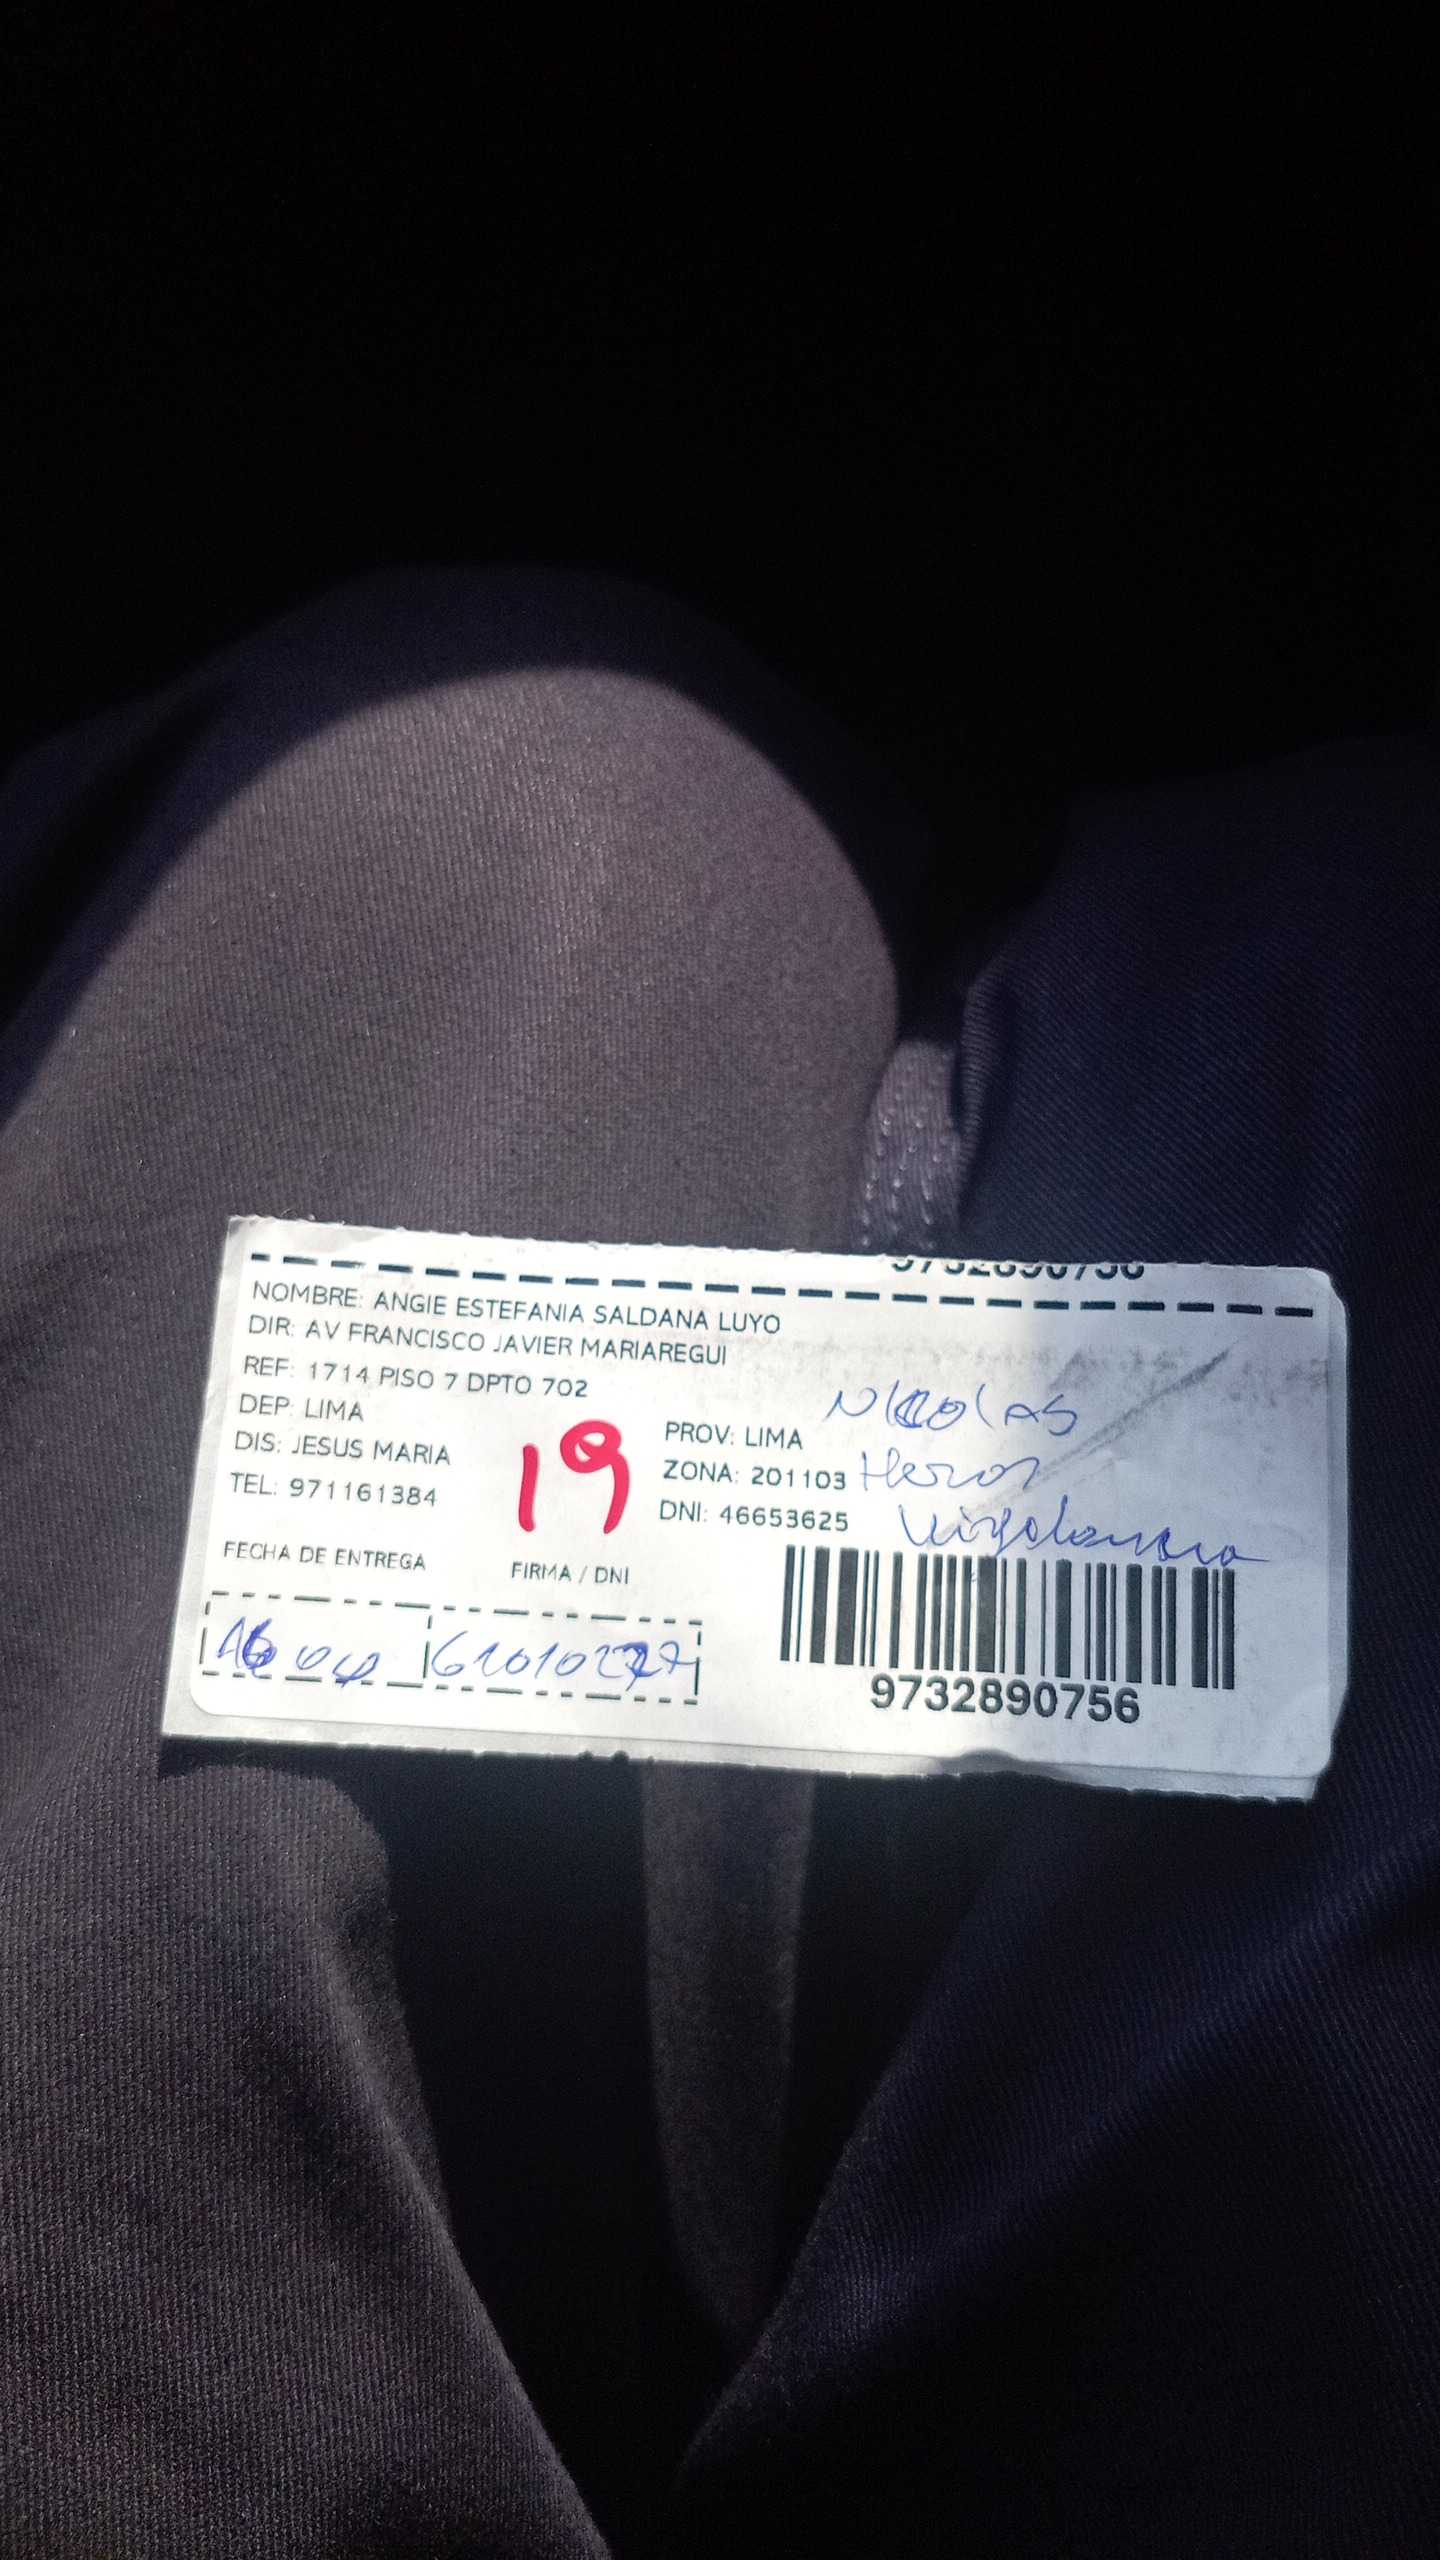 9732890756
NOMBRE: ANGIE ESTEFANIA SALDANA LUYO
DIR: AV FRANCISCO JAVIER MARIAREGUI
REF: 1714 PISO 7 DPTO 702
DEP: LIMA
PROV: LIMA
NICOLAS
DIS: JESUS MARIA
19
ZONA: 201103
TEL: 971161384
DNI: 46653625
FECHA DE ENTREGA
FIRMA / DNI
9732890756